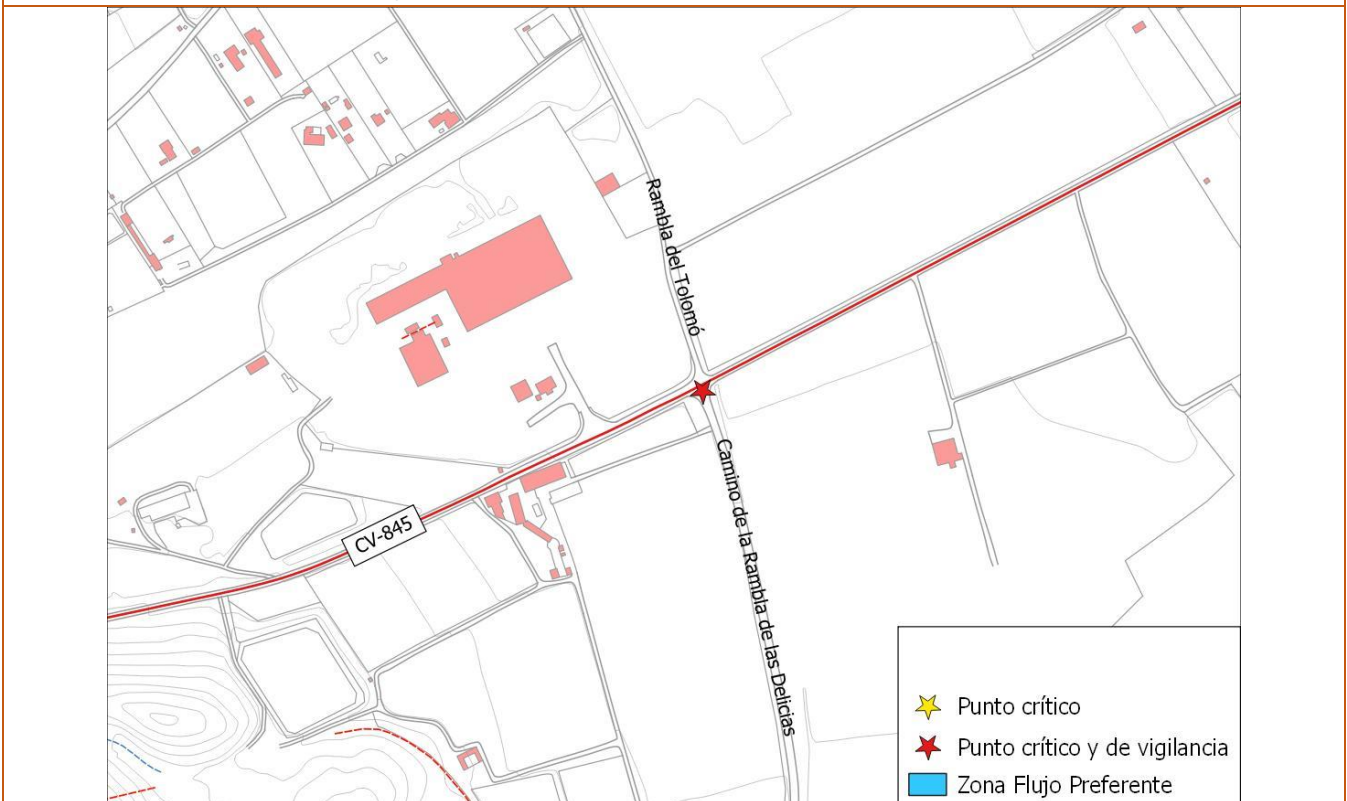 Rambla del Tolomó
CV-845
Camino de la Rambla de las Delicias
Punto crítico
Punto crítico y de vigilancia
Zona Flujo Preferente